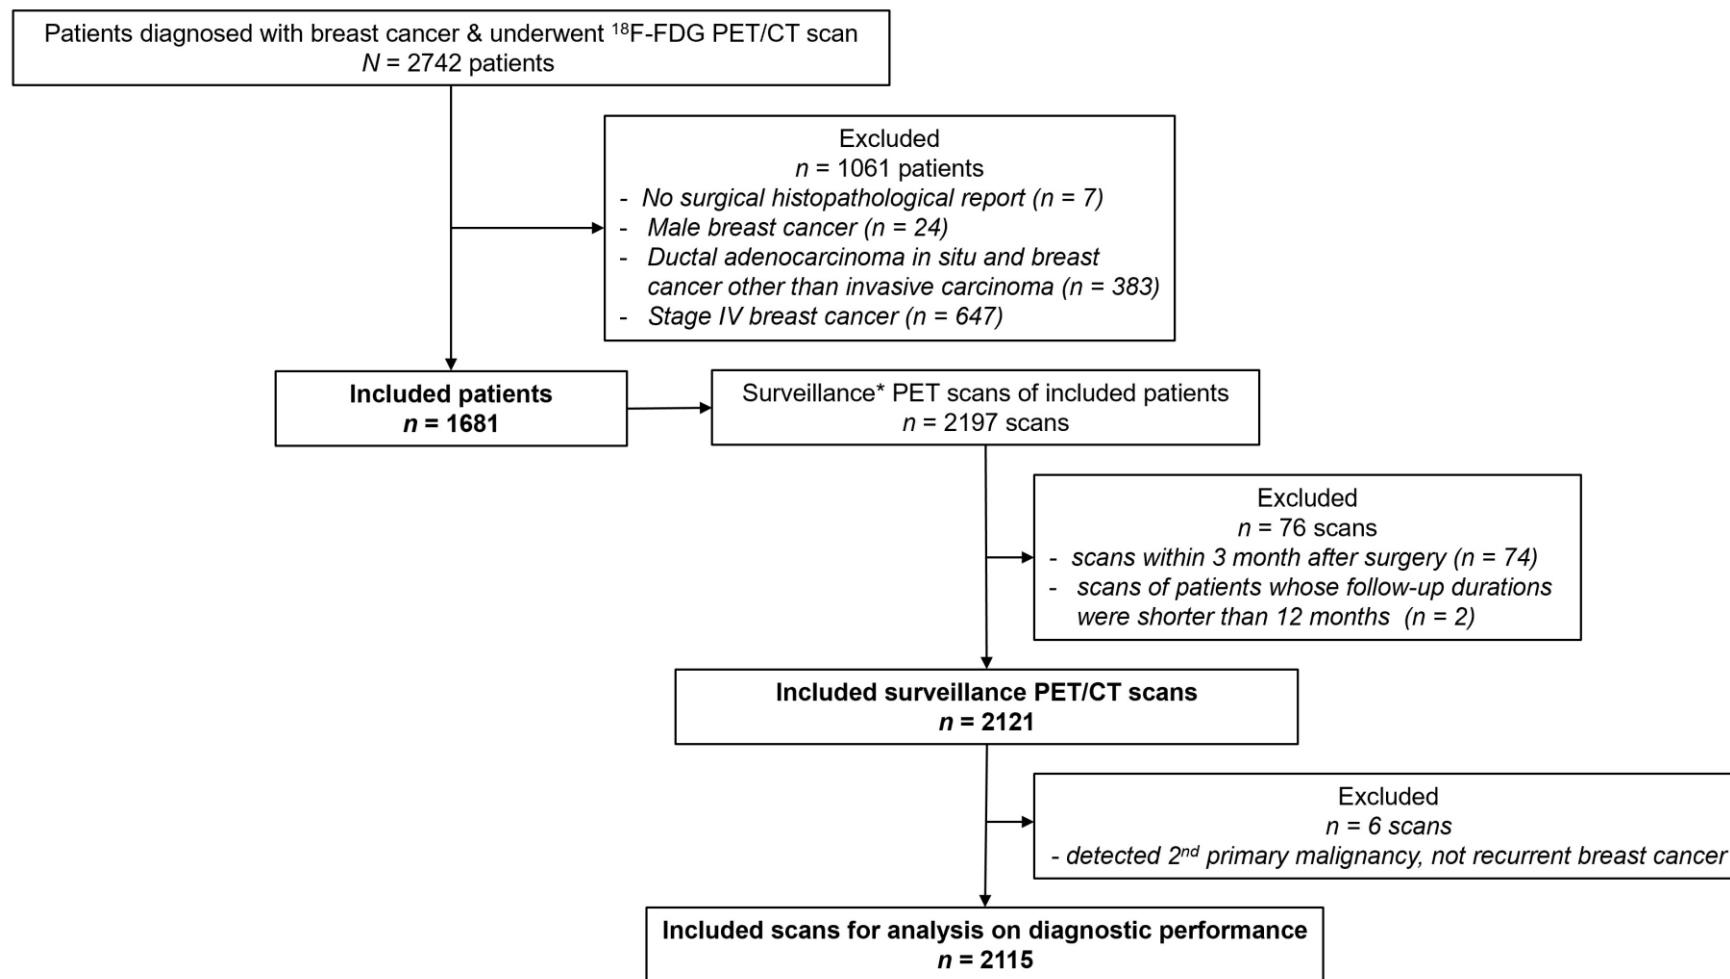 Patients diagnosed with breast cancer & underwent ¹⁸F-FDG PET/CT scan
N = 2742 patients
Excluded
n = 1061 patients
- No surgical histopathological report (n = 7)
- Male breast cancer (n = 24)
- Ductal adenocarcinoma in situ and breast
cancer other than invasive carcinoma (n = 383)
- Stage IV breast cancer (n = 647)
Included patients
n = 1681
Surveillance* PET scans of included patients
n = 2197 scans
Excluded
n = 76 scans
- scans within 3 month after surgery (n = 74)
- scans of patients whose follow-up durations
were shorter than 12 months (n = 2)
Included surveillance PET/CT scans
n = 2121
Excluded
n = 6 scans
- detected 2ⁿᵈ primary malignancy, not recurrent breast cancer
Included scans for analysis on diagnostic performance
n = 2115